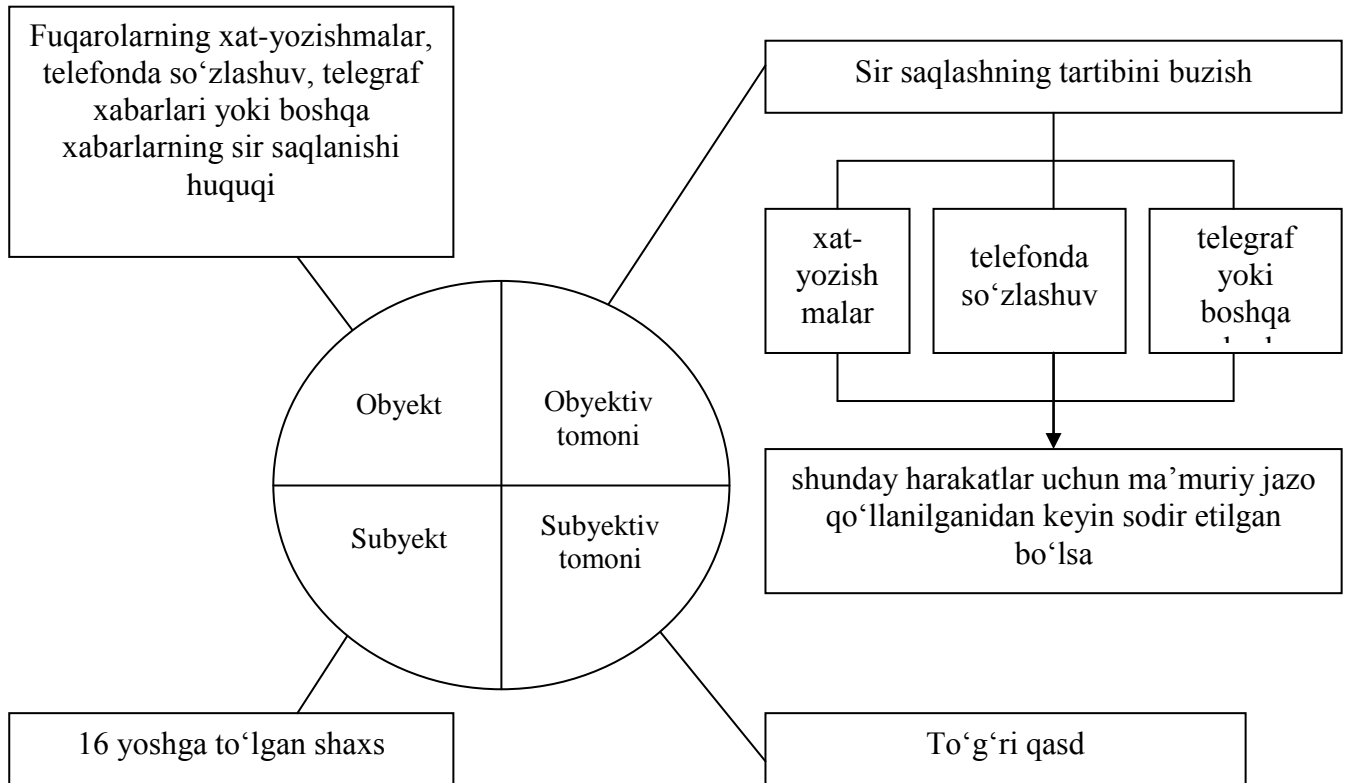 Fuqarolarning xat-yozishmalar,
telefonda so‘zlashuv, telegraf
xabarlari yoki boshqa
xabarlarning sir saqlanishi
huquqi
Sir saqlashning tartibini buzish
xat-
yozish
malar
telefonda
so‘zlashuv
telegraf
yoki
boshqa
Obyekt
Obyektiv
tomoni
Subyekt
Subyektiv
tomoni
shunday harakatlar uchun ma’muriy jazo
qo‘llanilganidan keyin sodir etilgan
bo‘lsa
16 yoshga to‘lgan shaxs
To‘g‘ri qasd